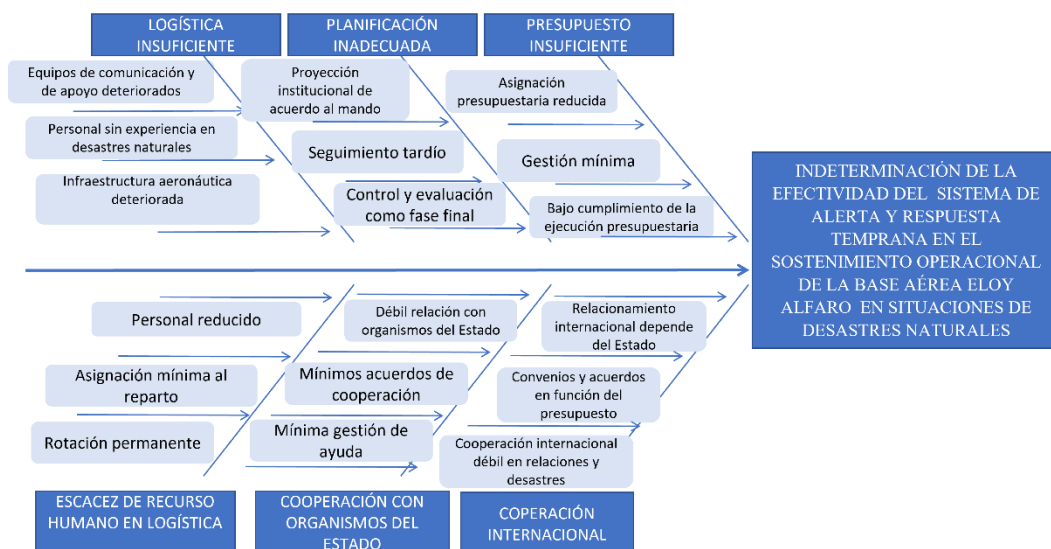 LOGÍSTICA
INSUFICIENTE
PLANIFICACIÓN
INADECUADA
PRESUPUESTO
INSUFICIENTE
Equipos de comunicación y
de apoyo deteriorados
Personal sin experiencia en
desastres naturales
Infraestructura aeronáutica
deteriorada
Proyección
institucional de
acuerdo al mando
Seguimiento tardío
Control y evaluación
como fase final
Asignación
presupuestaria reducida
Gestión mínima
Bajo cumplimiento de la
ejecución presupuestaria
INDETERMINACIÓN DE LA
EFECTIVIDAD DEL SISTEMA DE
ALERTA Y RESPUESTA
TEMPRANA EN EL
SOSTENIMIENTO OPERACIONAL
DE LA BASE AÉREA ELOY
ALFARO EN SITUACIONES DE
DESASTRES NATURALES
Personal reducido
Asignación mínima al
reparto
Rotación permanente
Débil relación con
organismos del Estado
Mínimos acuerdos de
cooperación
Mínima gestión de
ayuda
Relacionamiento
internacional depende
del Estado
Convenios y acuerdos
en función del
presupuesto
Cooperación internacional
débil en relaciones y
desastres
ESCACEZ DE RECURSO
HUMANO EN LOGÍSTICA
COOPERACIÓN CON
ORGANISMOS DEL
ESTADO
COPERACIÓN
INTERNACIONAL